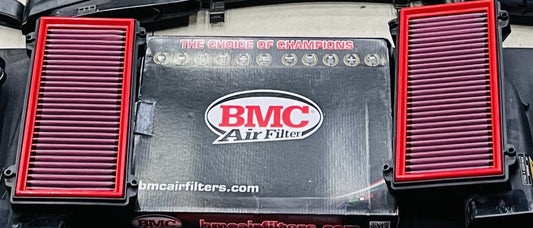 THE CHOICE OF CHAMPIONS
BMC
Air Filter
bmcairfilters.com
BMC
bmcairfilters.com